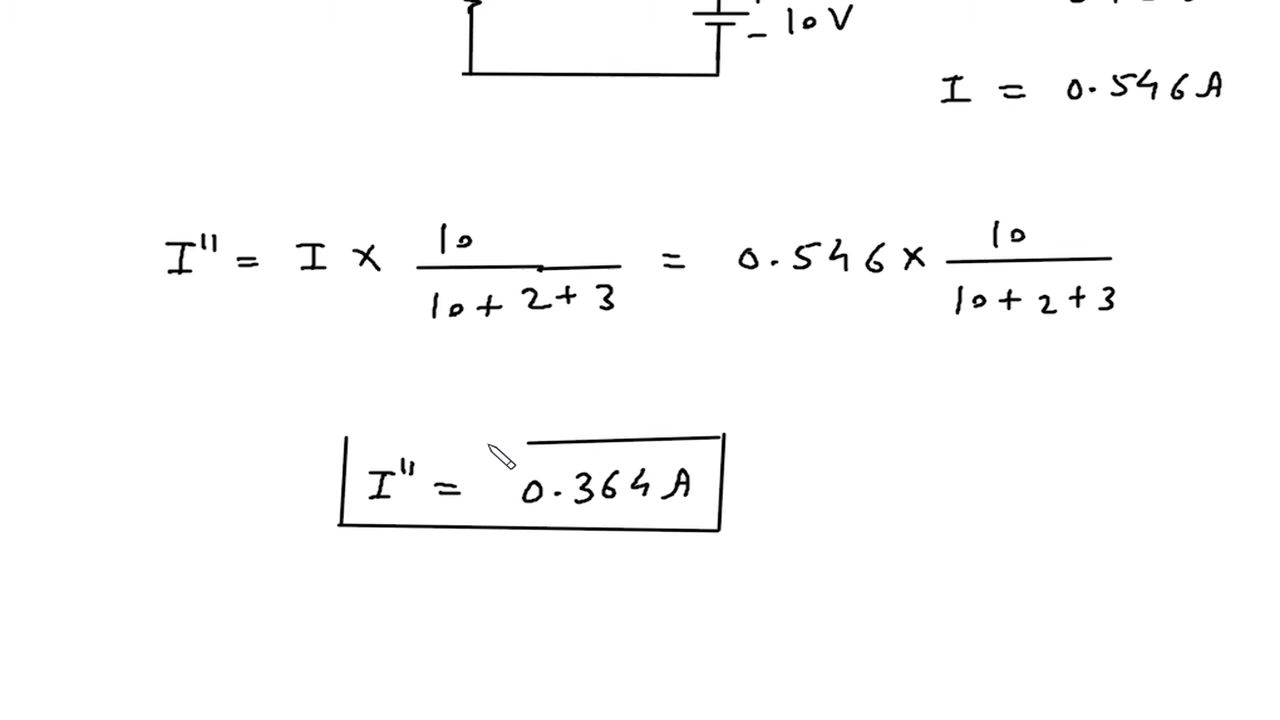 - 10V
I = 0.546A
I" = I × 10 / (10 + 2 + 3) = 0.546 × 10 / (10 + 2 + 3)
I" = 0.364A